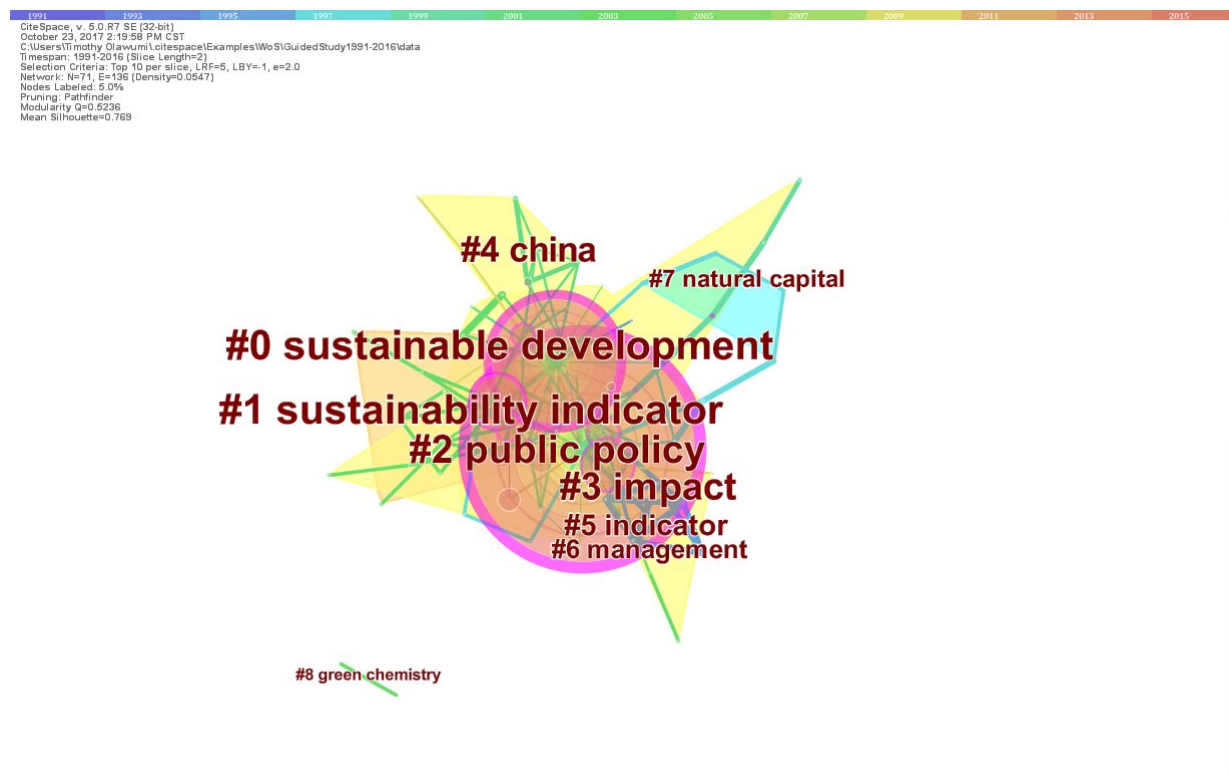 1991 1993 1995 1997 1999 2001 2003 2005 2007 2009 2011 2013 2015
CiteSpace, v. 5.0.R7 SE (32-bit)
October 23, 2017 2:19:58 PM CST
C:\Users\Timothy Olawumi\.citespace\Examples\WoS\GuidedStudy1991-2016\data
Timespan: 1991-2016 (Slice Length=2)
Selection Criteria: Top 10 per slice, LRF=5, LBY=-1, e=2.0
Network: N=71, E=136 (Density=0.0547)
Nodes Labeled: 5.0%
Pruning: Pathfinder
Modularity Q=0.5236
Mean Silhouette=0.769
#4 china
#7 natural capital
#0 sustainable development
#1 sustainability indicator
#2 public policy
#3 impact
#5 indicator
#6 management
#8 green chemistry